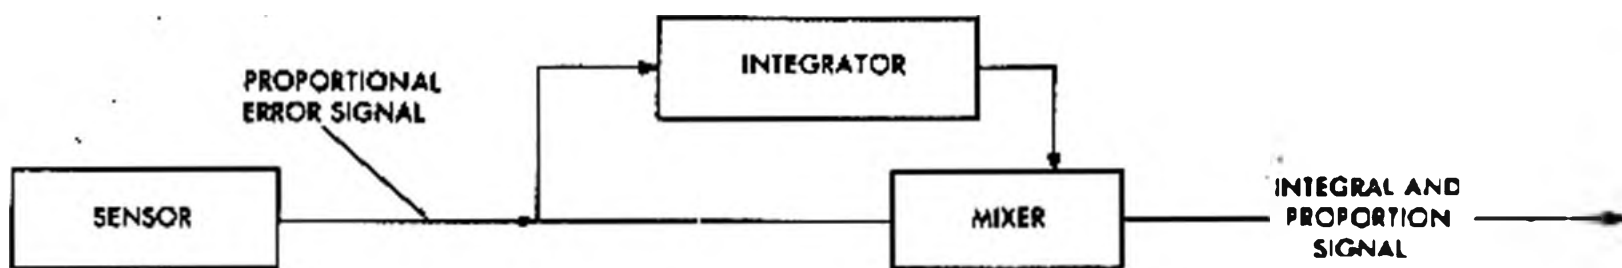 INTEGRATOR
PROPORTIONAL
ERROR SIGNAL
SENSOR
MIXER
INTEGRAL AND
PROPORTION
SIGNAL